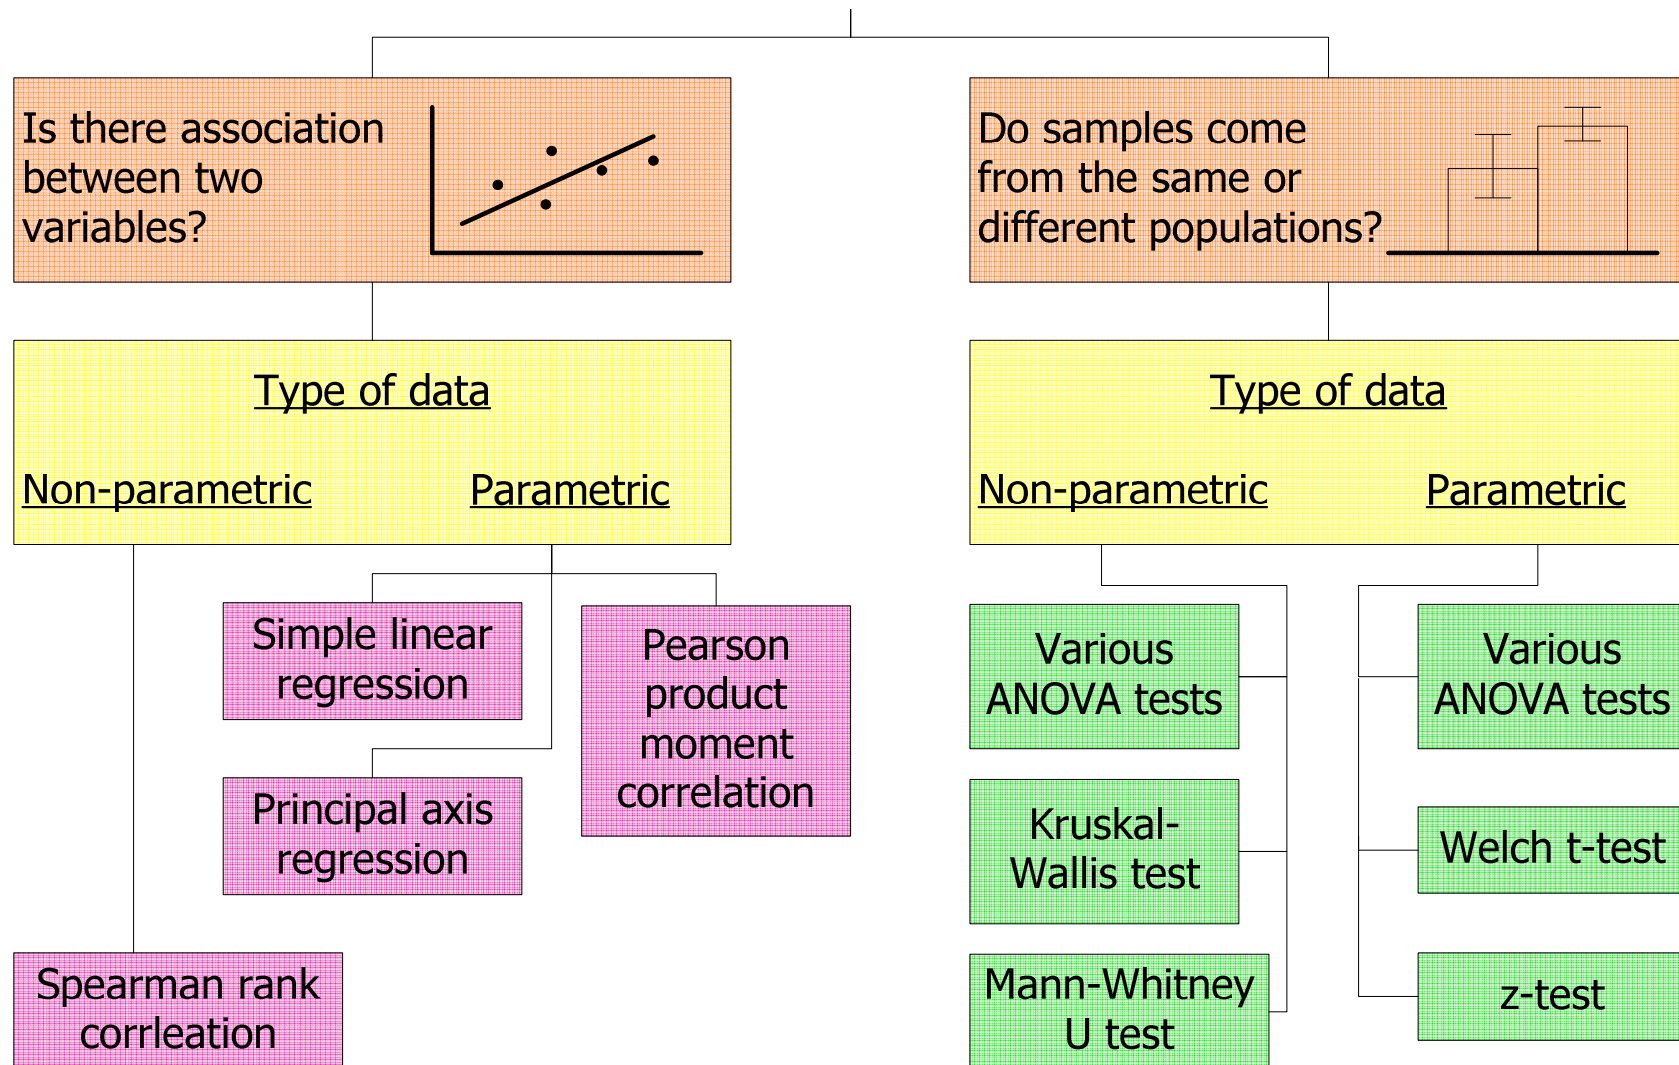 Is there association
between two
variables?
Do samples come
from the same or
different populations?
Type of data
Non-parametric
Parametric
Type of data
Non-parametric
Parametric
Simple linear
regression
Pearson
product
moment
correlation
Principal axis
regression
Spearman rank
corrleation
Various
ANOVA tests
Kruskal-
Wallis test
Mann-Whitney
U test
Various
ANOVA tests
Welch t-test
z-test